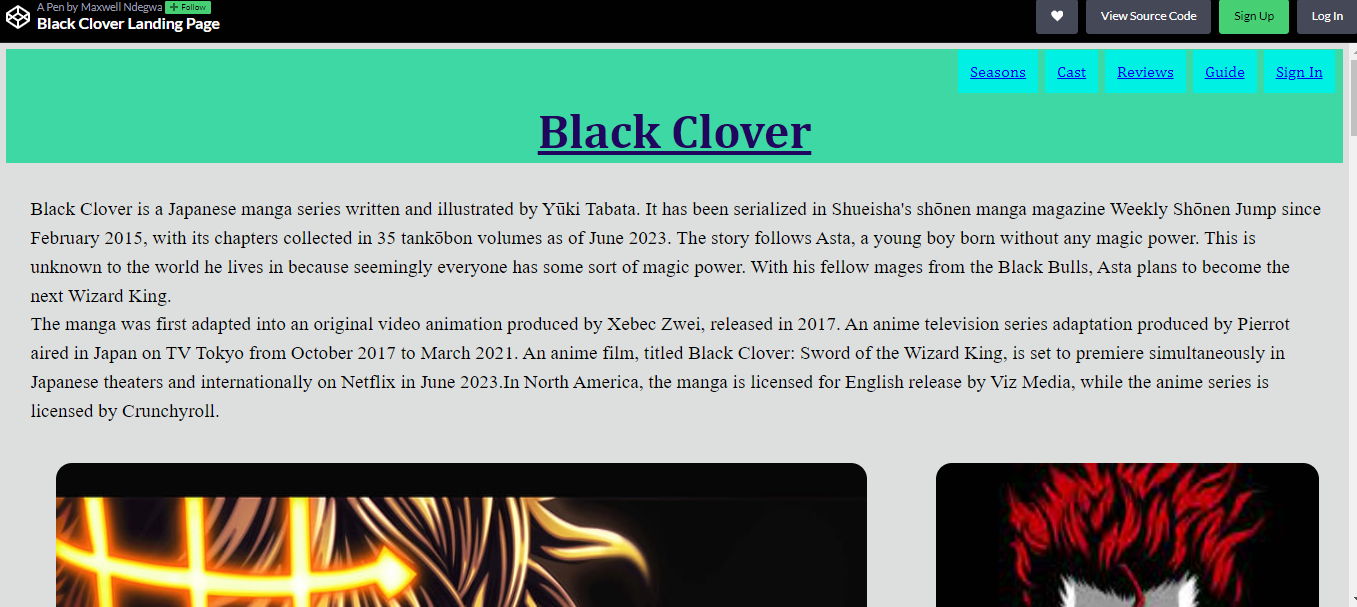 A Pen by Maxwell Ndegwa + Follow
Black Clover Landing Page
View Source Code
Sign Up
Log In
Seasons
Cast
Reviews
Guide
Sign In
Black Clover
Black Clover is a Japanese manga series written and illustrated by Yūki Tabata. It has been serialized in Shueisha's shōnen manga magazine Weekly Shōnen Jump since
February 2015, with its chapters collected in 35 tankōbon volumes as of June 2023. The story follows Asta, a young boy born without any magic power. This is
unknown to the world he lives in because seemingly everyone has some sort of magic power. With his fellow mages from the Black Bulls, Asta plans to become the
next Wizard King.
The manga was first adapted into an original video animation produced by Xebec Zwei, released in 2017. An anime television series adaptation produced by Pierrot
aired in Japan on TV Tokyo from October 2017 to March 2021. An anime film, titled Black Clover: Sword of the Wizard King, is set to premiere simultaneously in
Japanese theaters and internationally on Netflix in June 2023.In North America, the manga is licensed for English release by Viz Media, while the anime series is
licensed by Crunchyroll.